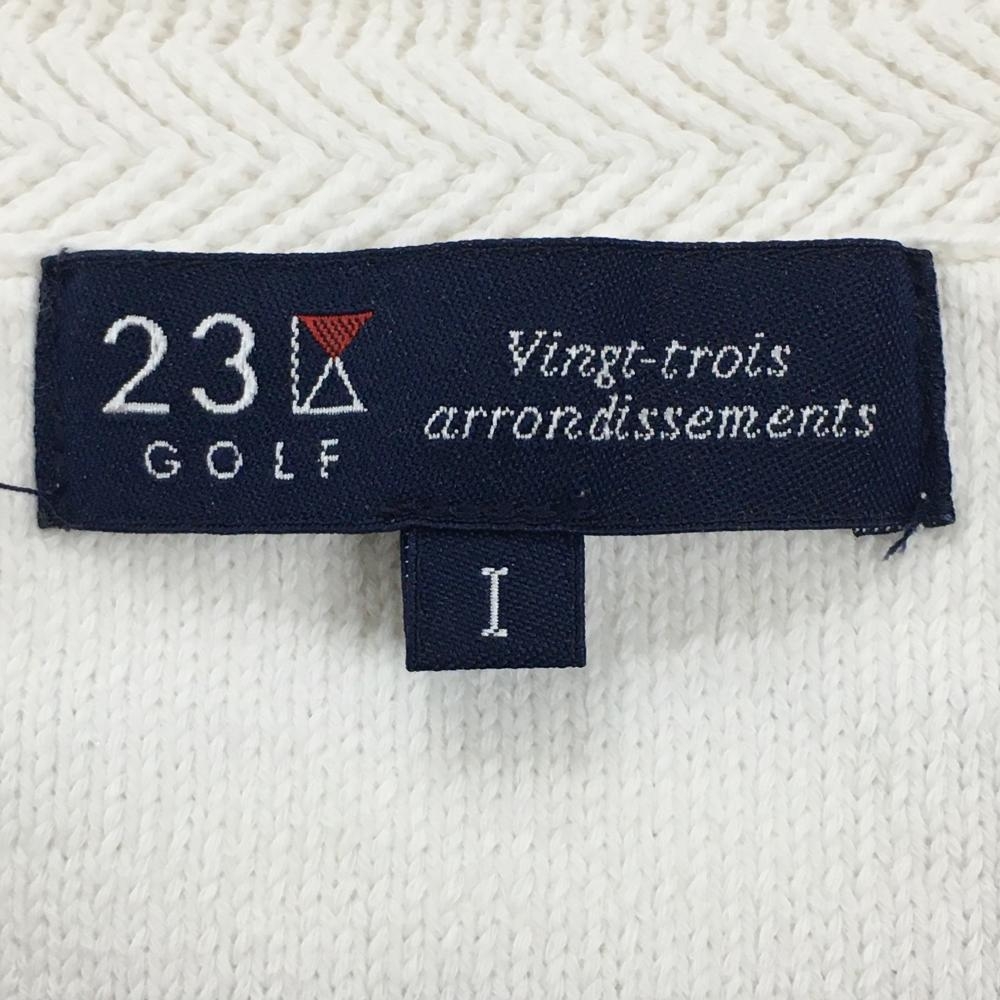 23
GOLF
Vingt-trois
arrondissements
I